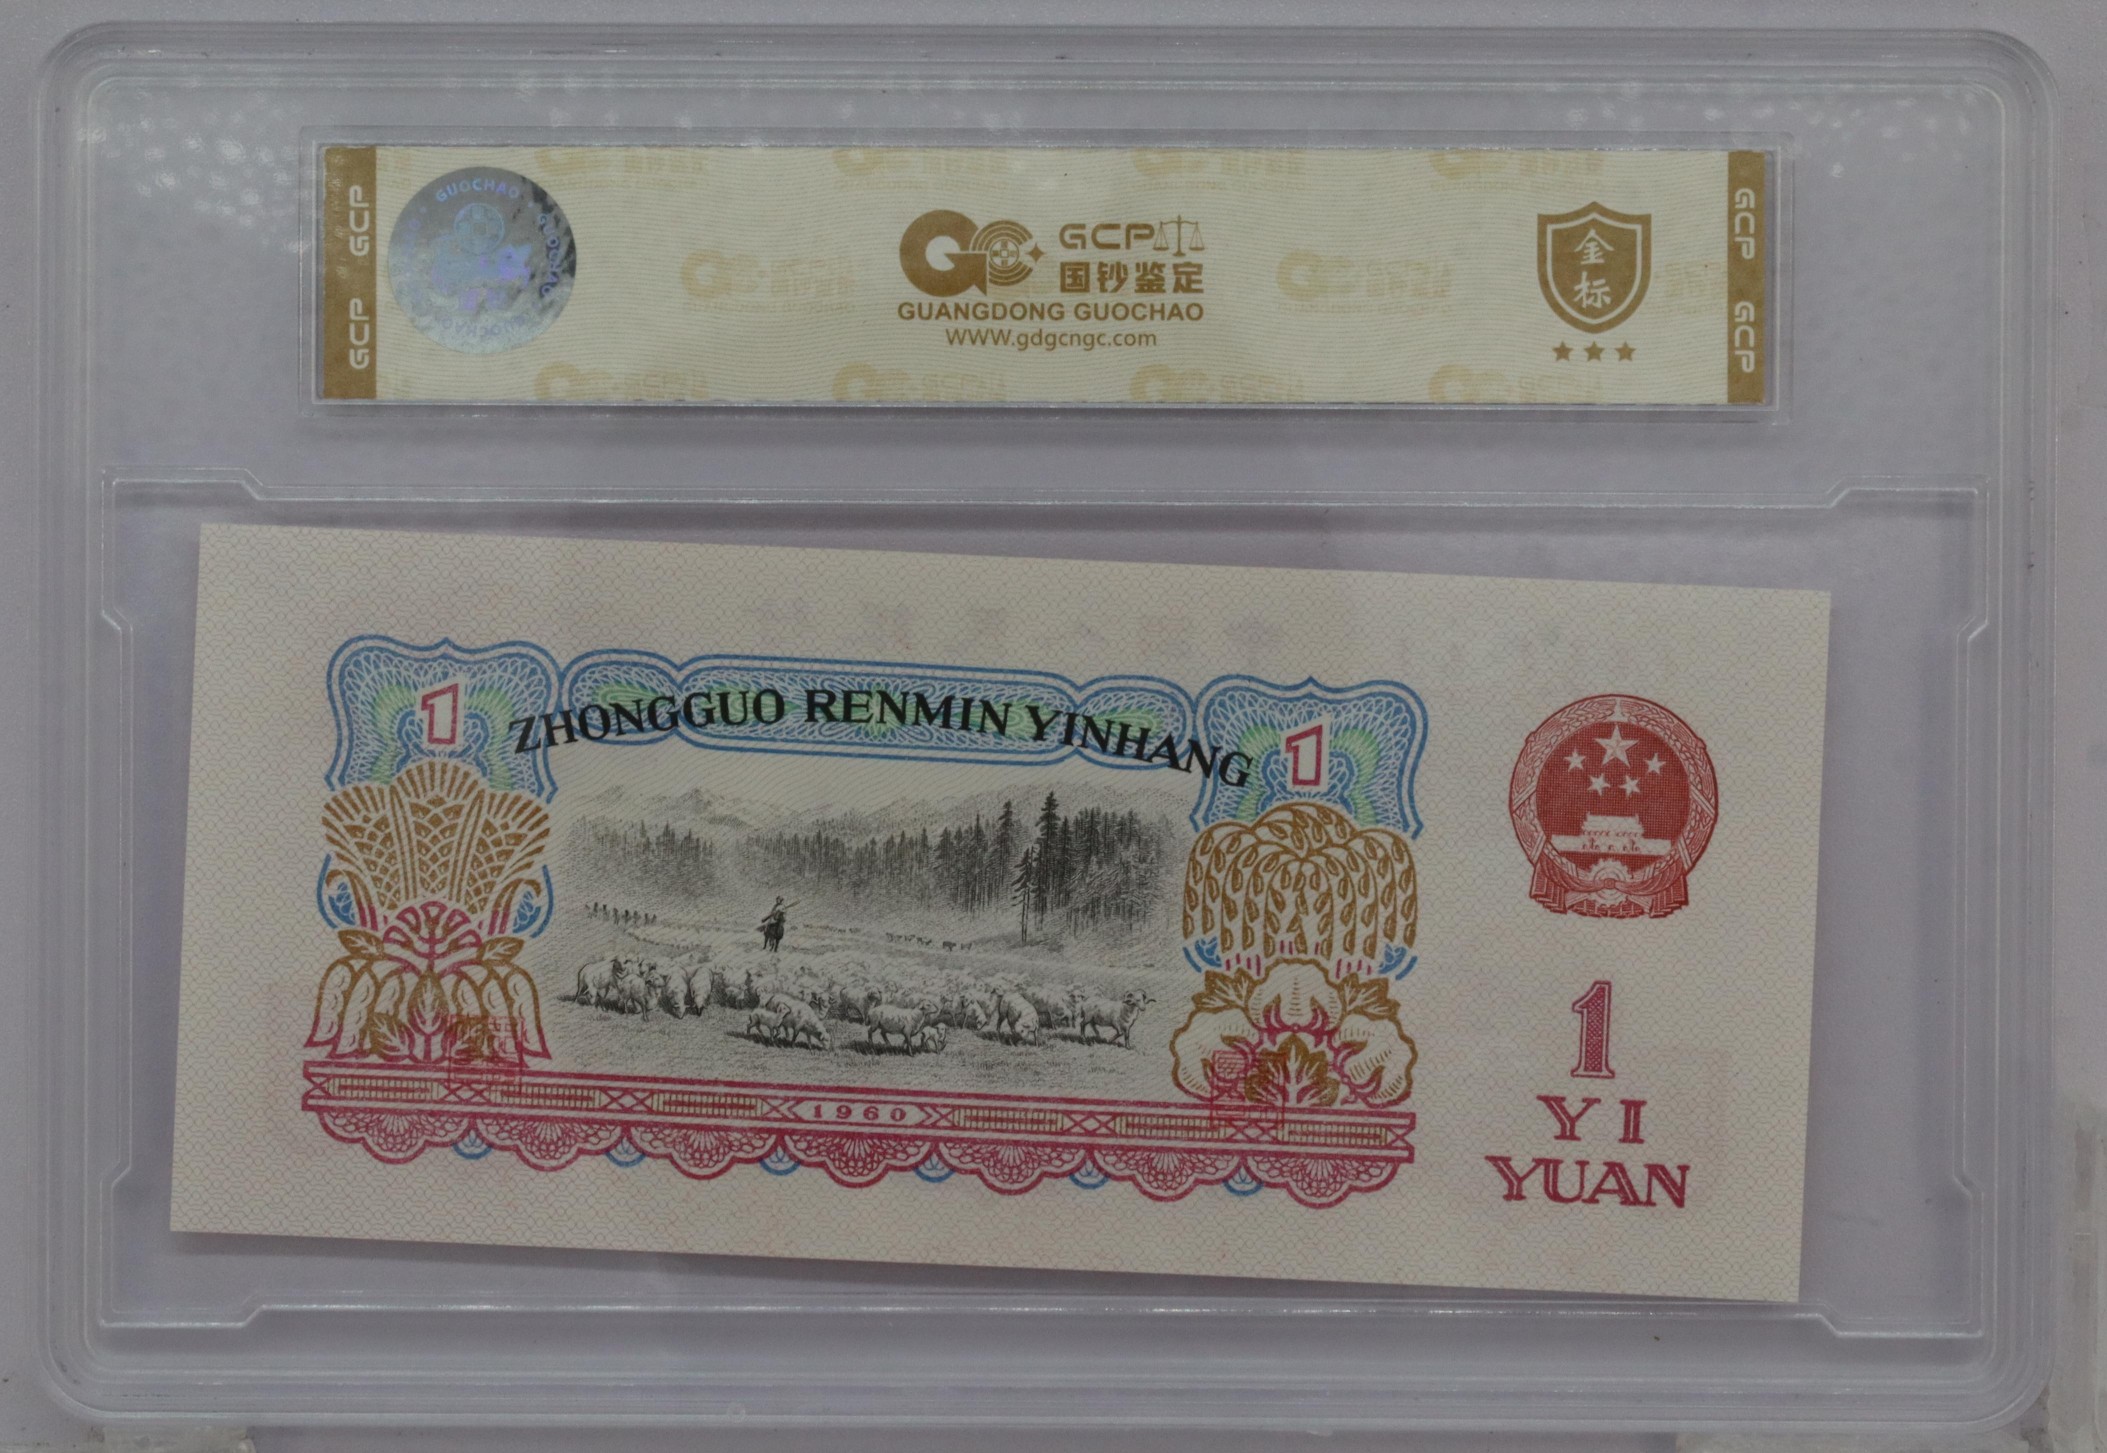 GCP GCP
GUOCHAO
GCP
国钞鉴定
GUANGDONG GUOCHAO
WWW.gdgcngc.com
金标
GCP GCP
ZHONGGUO RENMIN YINHANG
1
1
1960
1
YI
YUAN